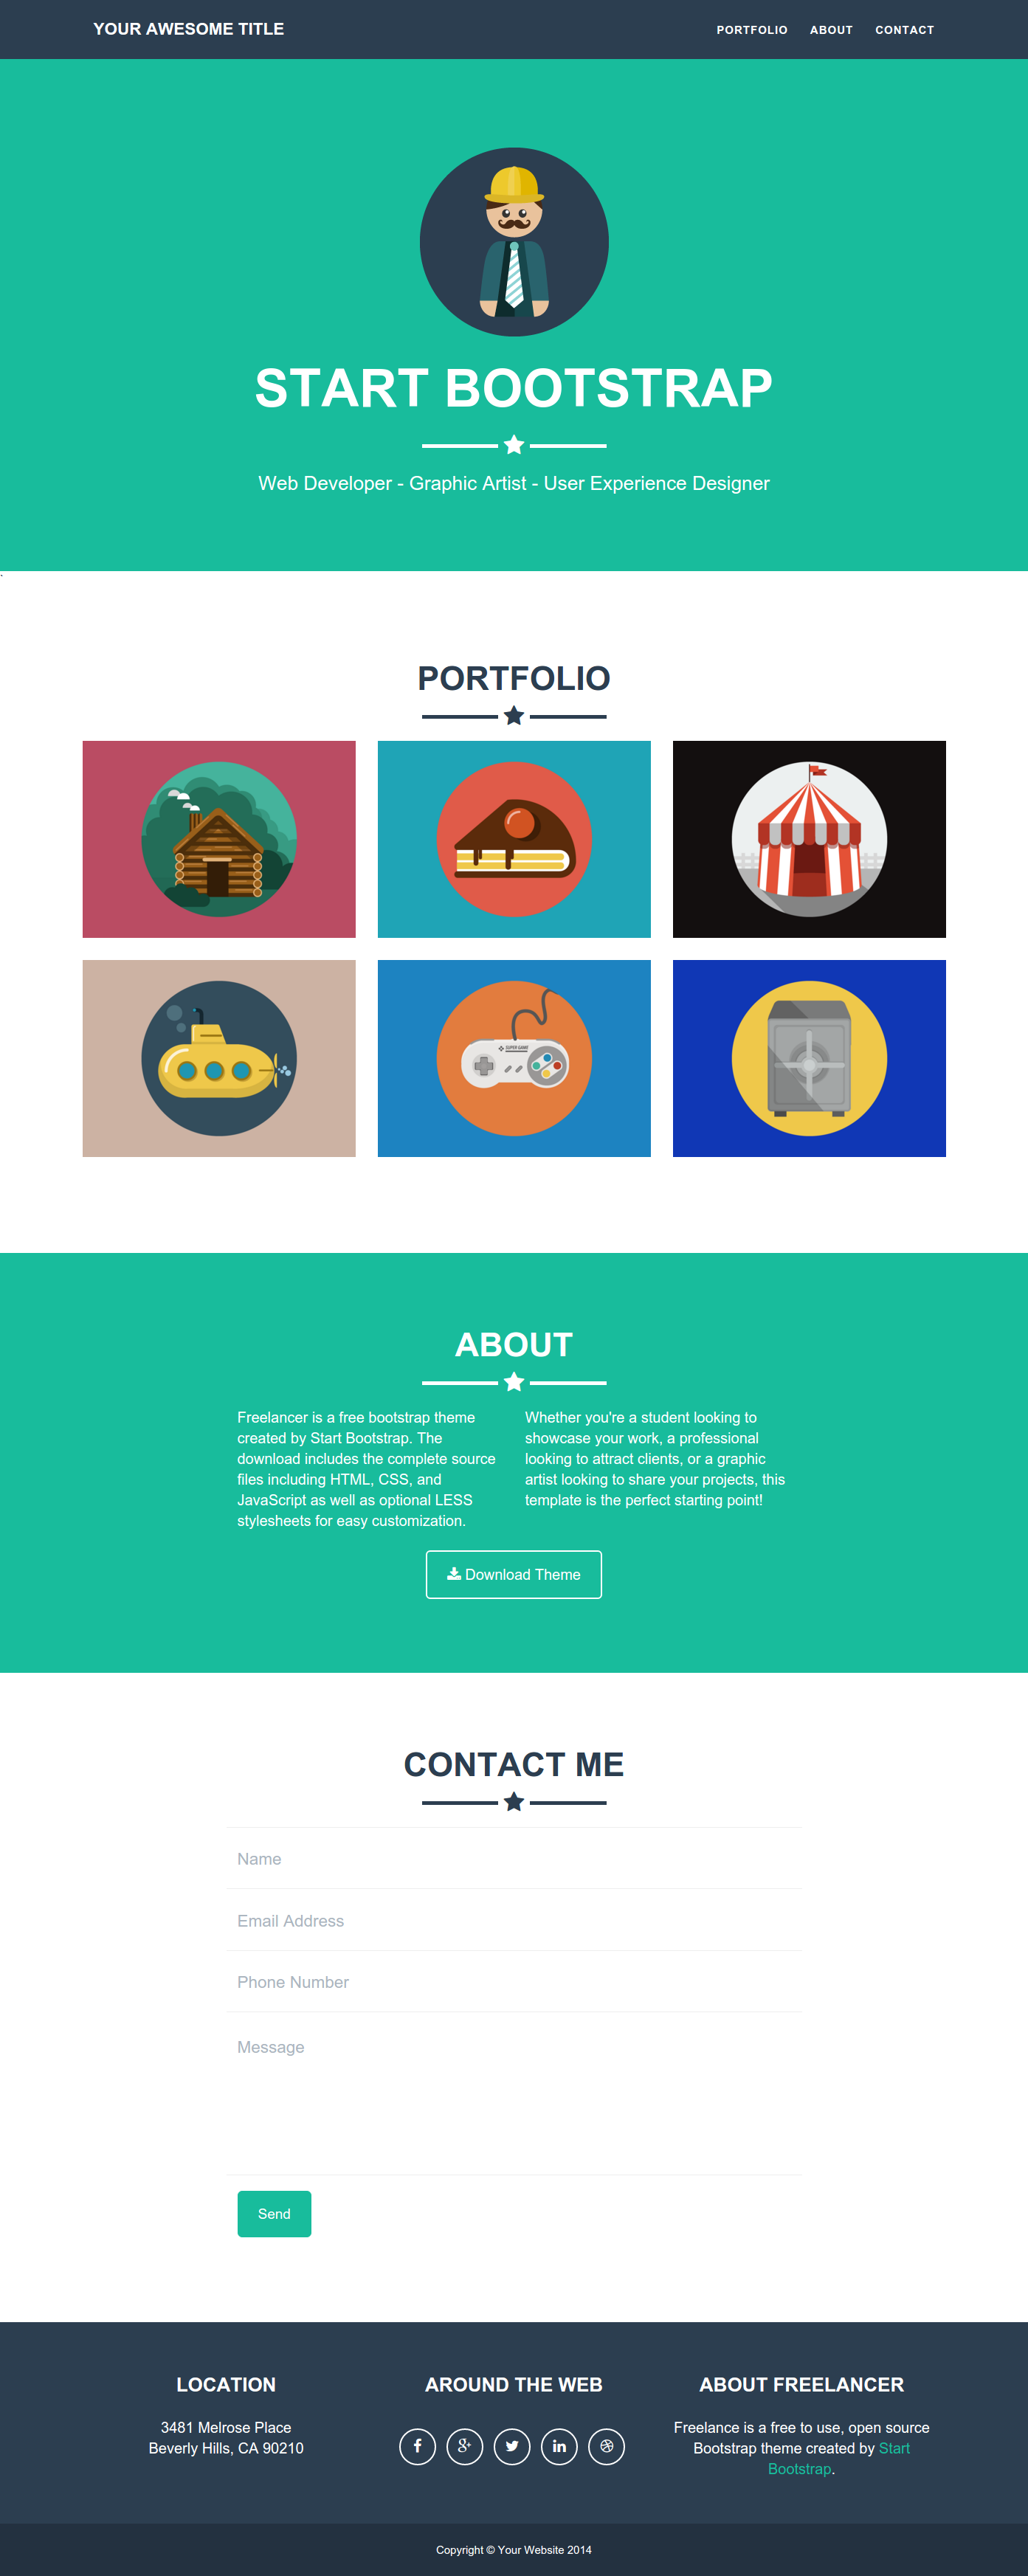 YOUR AWESOME TITLE
PORTFOLIO ABOUT CONTACT
START BOOTSTRAP
Web Developer - Graphic Artist - User Experience Designer
`
PORTFOLIO
SUPER GAME
ABOUT
Freelancer is a free bootstrap theme
created by Start Bootstrap. The
download includes the complete source
files including HTML, CSS, and
JavaScript as well as optional LESS
stylesheets for easy customization.
Whether you're a student looking to
showcase your work, a professional
looking to attract clients, or a graphic
artist looking to share your projects, this
template is the perfect starting point!
Download Theme
CONTACT ME
Name
Email Address
Phone Number
Message
Send
LOCATION
3481 Melrose Place
Beverly Hills, CA 90210
AROUND THE WEB
ABOUT FREELANCER
Freelance is a free to use, open source
Bootstrap theme created by Start
Bootstrap.
Copyright © Your Website 2014